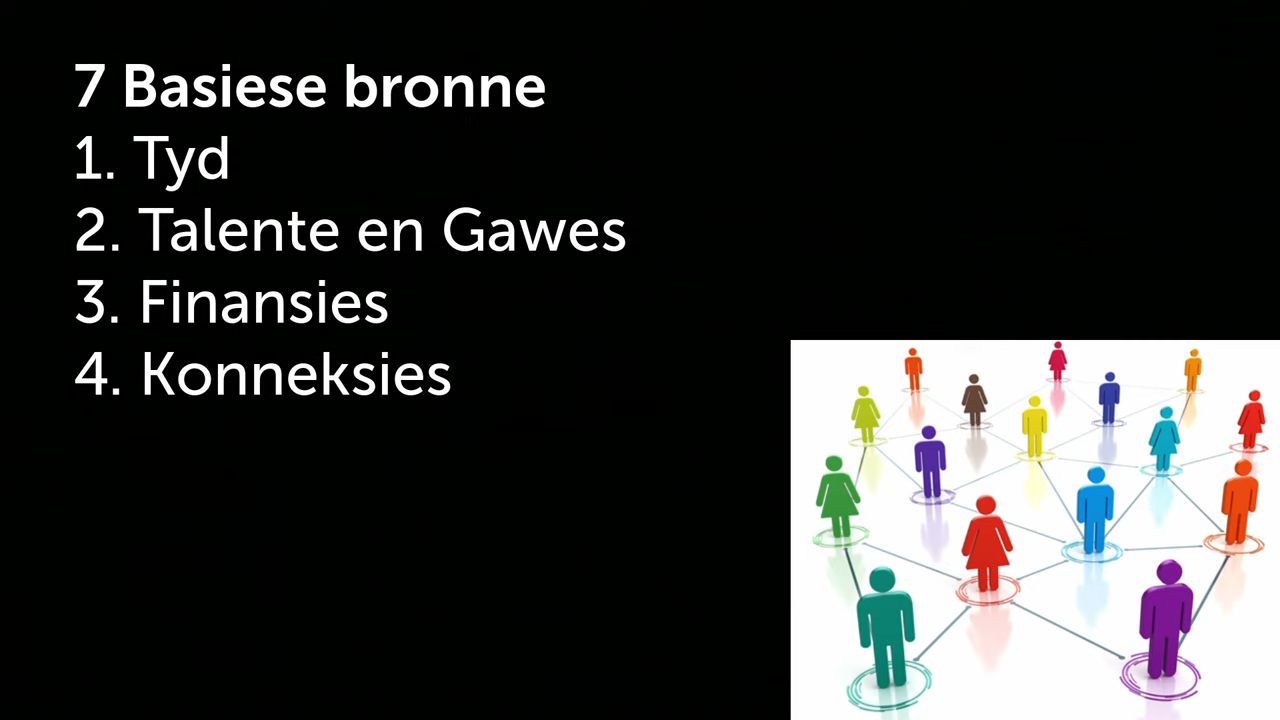 7 Basiese bronne
1. Tyd
2. Talente en Gawes
3. Finansies
4. Konneksies